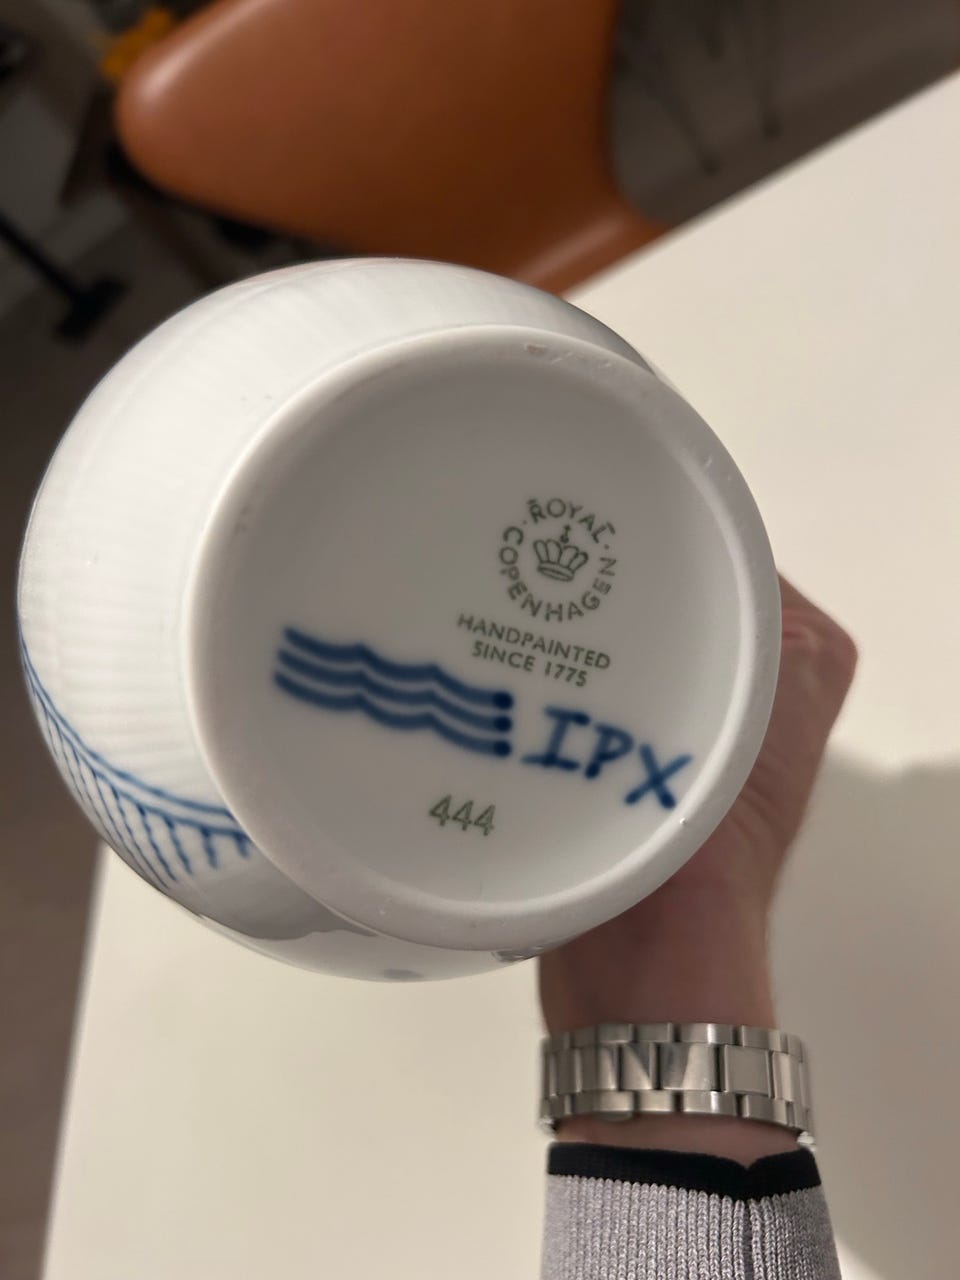 ROYAL
COPENHAGEN
HANDPAINTED
SINCE 1775
IPX
444